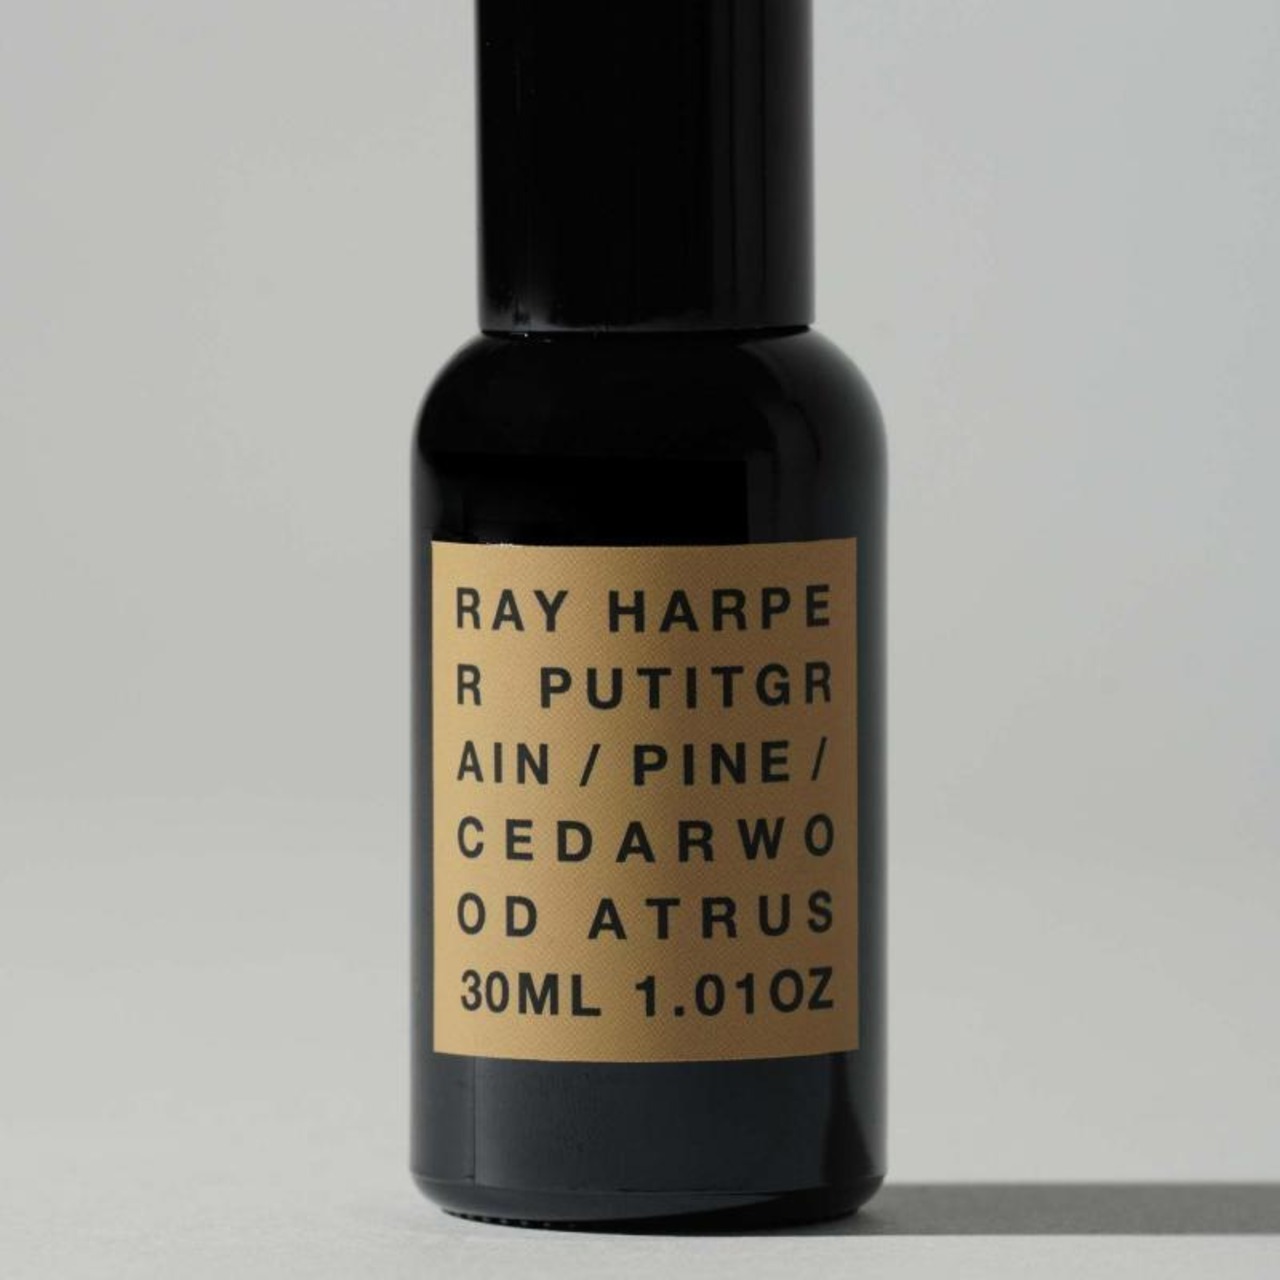 RAY HARPE
R PUTITGR
AIN / PINE /
CEDARWO
OD ATRUS
30ML 1.01OZ